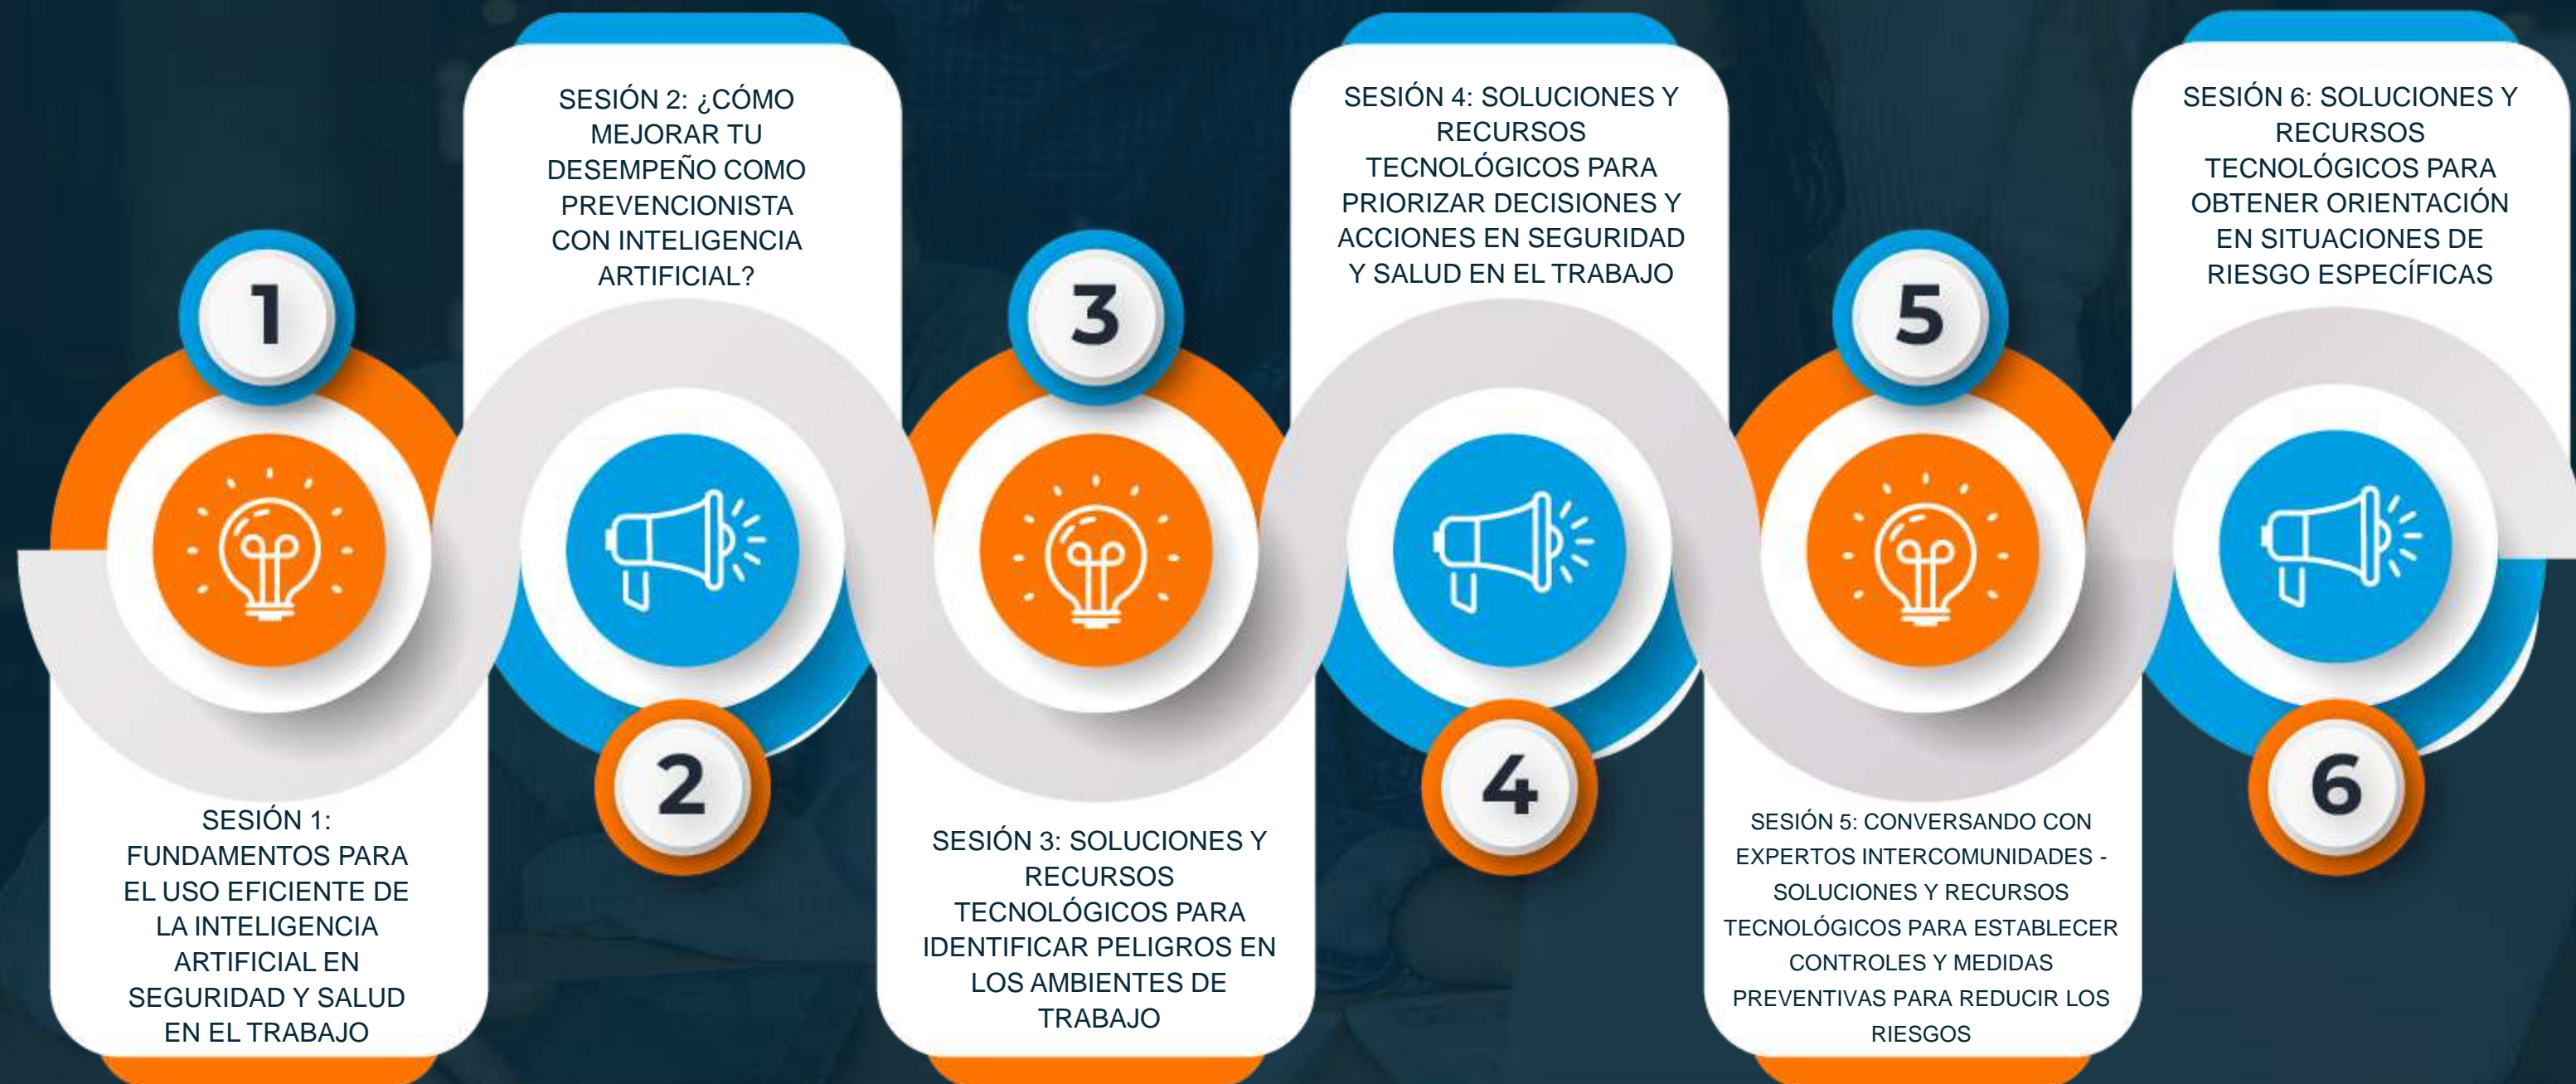 1
SESIÓN 1:
FUNDAMENTOS PARA
EL USO EFICIENTE DE
LA INTELIGENCIA
ARTIFICIAL EN
SEGURIDAD Y SALUD
EN EL TRABAJO
SESIÓN 2: ¿CÓMO
MEJORAR TU
DESEMPEÑO COMO
PREVENCIONISTA
CON INTELIGENCIA
ARTIFICIAL?
2
3
SESIÓN 3: SOLUCIONES Y
RECURSOS
TECNOLÓGICOS PARA
IDENTIFICAR PELIGROS EN
LOS AMBIENTES DE
TRABAJO
SESIÓN 4: SOLUCIONES Y
RECURSOS
TECNOLÓGICOS PARA
PRIORIZAR DECISIONES Y
ACCIONES EN SEGURIDAD
Y SALUD EN EL TRABAJO
4
5
SESIÓN 5: CONVERSANDO CON
EXPERTOS INTERCOMUNIDADES -
SOLUCIONES Y RECURSOS
TECNOLÓGICOS PARA ESTABLECER
CONTROLES Y MEDIDAS
PREVENTIVAS PARA REDUCIR LOS
RIESGOS
SESIÓN 6: SOLUCIONES Y
RECURSOS
TECNOLÓGICOS PARA
OBTENER ORIENTACIÓN
EN SITUACIONES DE
RIESGO ESPECÍFICAS
6